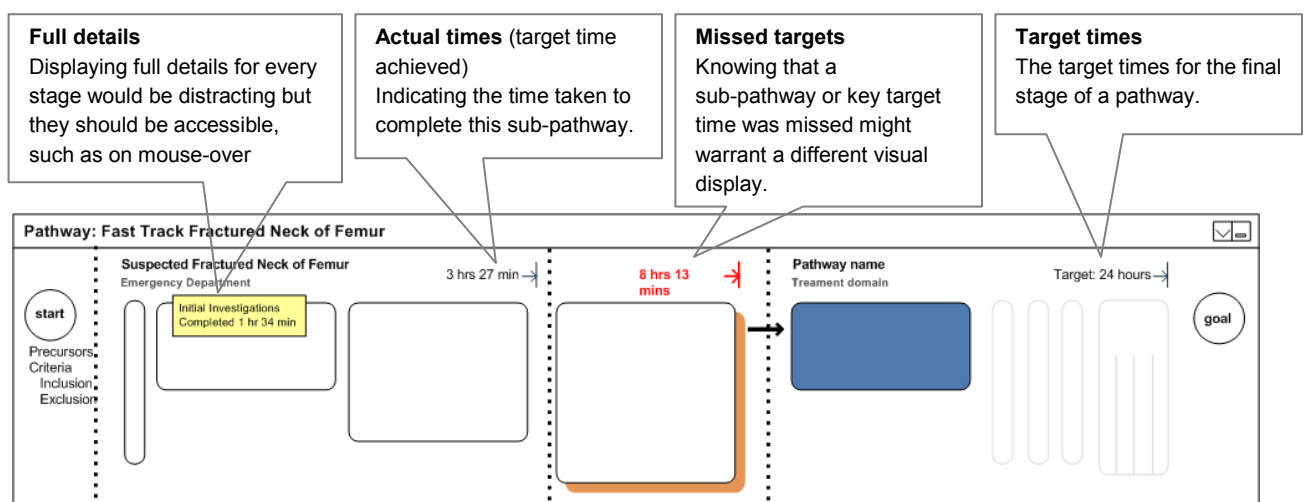 Full details
Displaying full details for every
stage would be distracting but
they should be accessible,
such as on mouse-over
Actual times (target time
achieved)
Indicating the time taken to
complete this sub-pathway.
Missed targets
Knowing that a
sub-pathway or key target
time was missed might
warrant a different visual
display.
Target times
The target times for the final
stage of a pathway.
Pathway: Fast Track Fractured Neck of Femur
start
Precursors
Criteria
Inclusion
Exclusion
Suspected Fractured Neck of Femur
Emergency Department
3 hrs 27 min
Initial Investigations
Completed 1 hr 34 min
8 hrs 13
mins
Pathway name
Treament domain
Target: 24 hours
goal